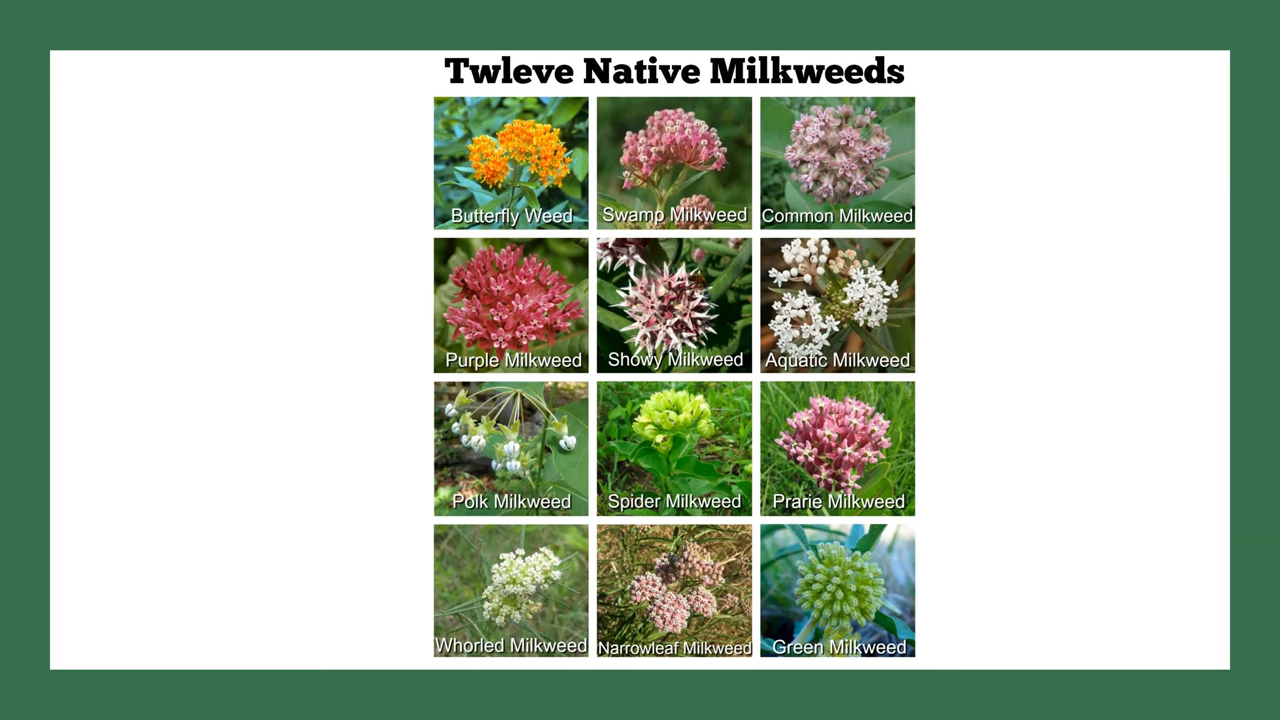 Twleve Native Milkweeds
Butterfly Weed
Swamp Milkweed
Common Milkweed
Purple Milkweed
Showy Milkweed
Aquatic Milkweed
Polk Milkweed
Spider Milkweed
Prarie Milkweed
Whorled Milkweed
Narrowleaf Milkweed
Green Milkweed